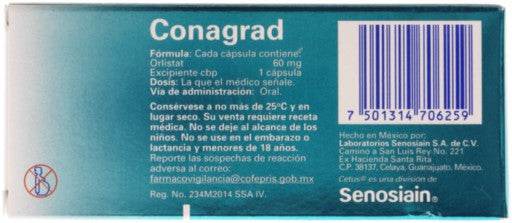 Conagrad
Fórmula: Cada cápsula contiene:
Orlistat 60 mg
Excipiente cbp 1 cápsula
Dosis: La que el médico señale.
Vía de administración: Oral.
Consérvese a no más de 25°C y en
lugar seco. Su venta requiere receta
médica. No se deje al alcance de los
niños. No se use en el embarazo o
lactancia y menores de 18 años.
Reporte las sospechas de reacción
adversa al correo:
farmacovigilancia@cofepris.gob.mx
Reg. No. 234M2014 SSA IV.
7 501314 706259
Hecho en México por:
Laboratorios Senosiain S.A. de C.V.
Camino a San Luis Rey No. 221
Ex Hacienda Santa Rita
C.P. 38137, Celaya, Guanajuato, México.
Cetus® es una división de
Senosiain®